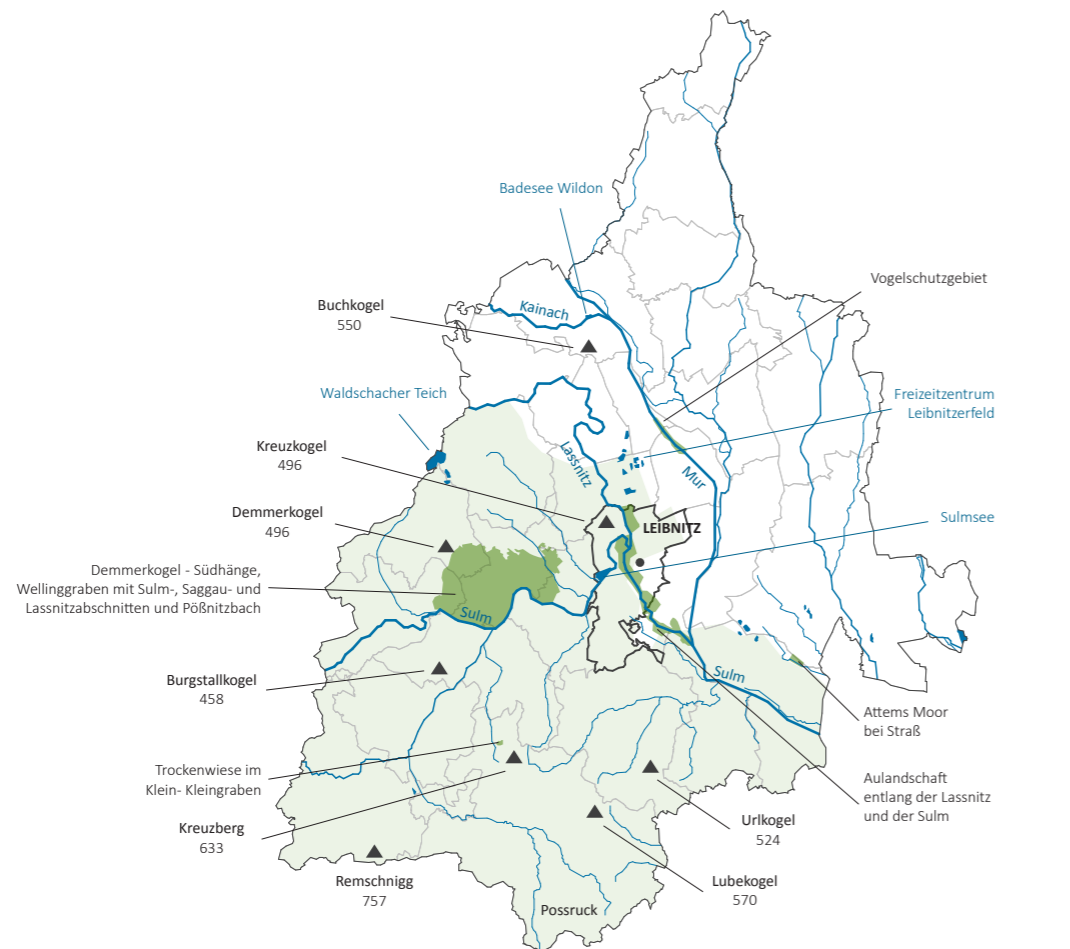 Badesee Wildon
Vogelschutzgebiet
Buchkogel
550
Kainach
Waldschacher Teich
Freizeitzentrum
Leibnitzerfeld
Kreuzkogel
496
Lassnitz
Mur
Demmerkogel
496
LEIBNITZ
Sulmsee
Demmerkogel - Südhänge,
Wellinggraben mit Sulm-, Saggau- und
Lassnitzabschnitten und Pößnitzbach
Sulm
Burgstallkogel
458
Sulm
Attems Moor
bei Straß
Trockenwiese im
Klein- Kleingraben
Aulandschaft
entlang der Lassnitz
und der Sulm
Kreuzberg
633
Urlkogel
524
Remschnigg
757
Lubekogel
570
Possruck